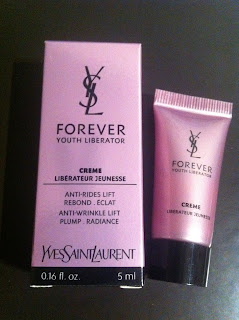 YSL
FOREVER
YOUTH LIBERATOR
CREME
LIBÉRATEUR JEUNESSE
ANTI-RIDES LIFT
REBOND . ÉCLAT
ANTI-WRINKLE LIFT
PLUMP . RADIANCE
YVESSAINTLAURENT
0.16 fl. oz. 5 ml
YSL
FOREVER
YOUTH LIBERATOR
CREME
LIBÉRATEUR JEUNESSE